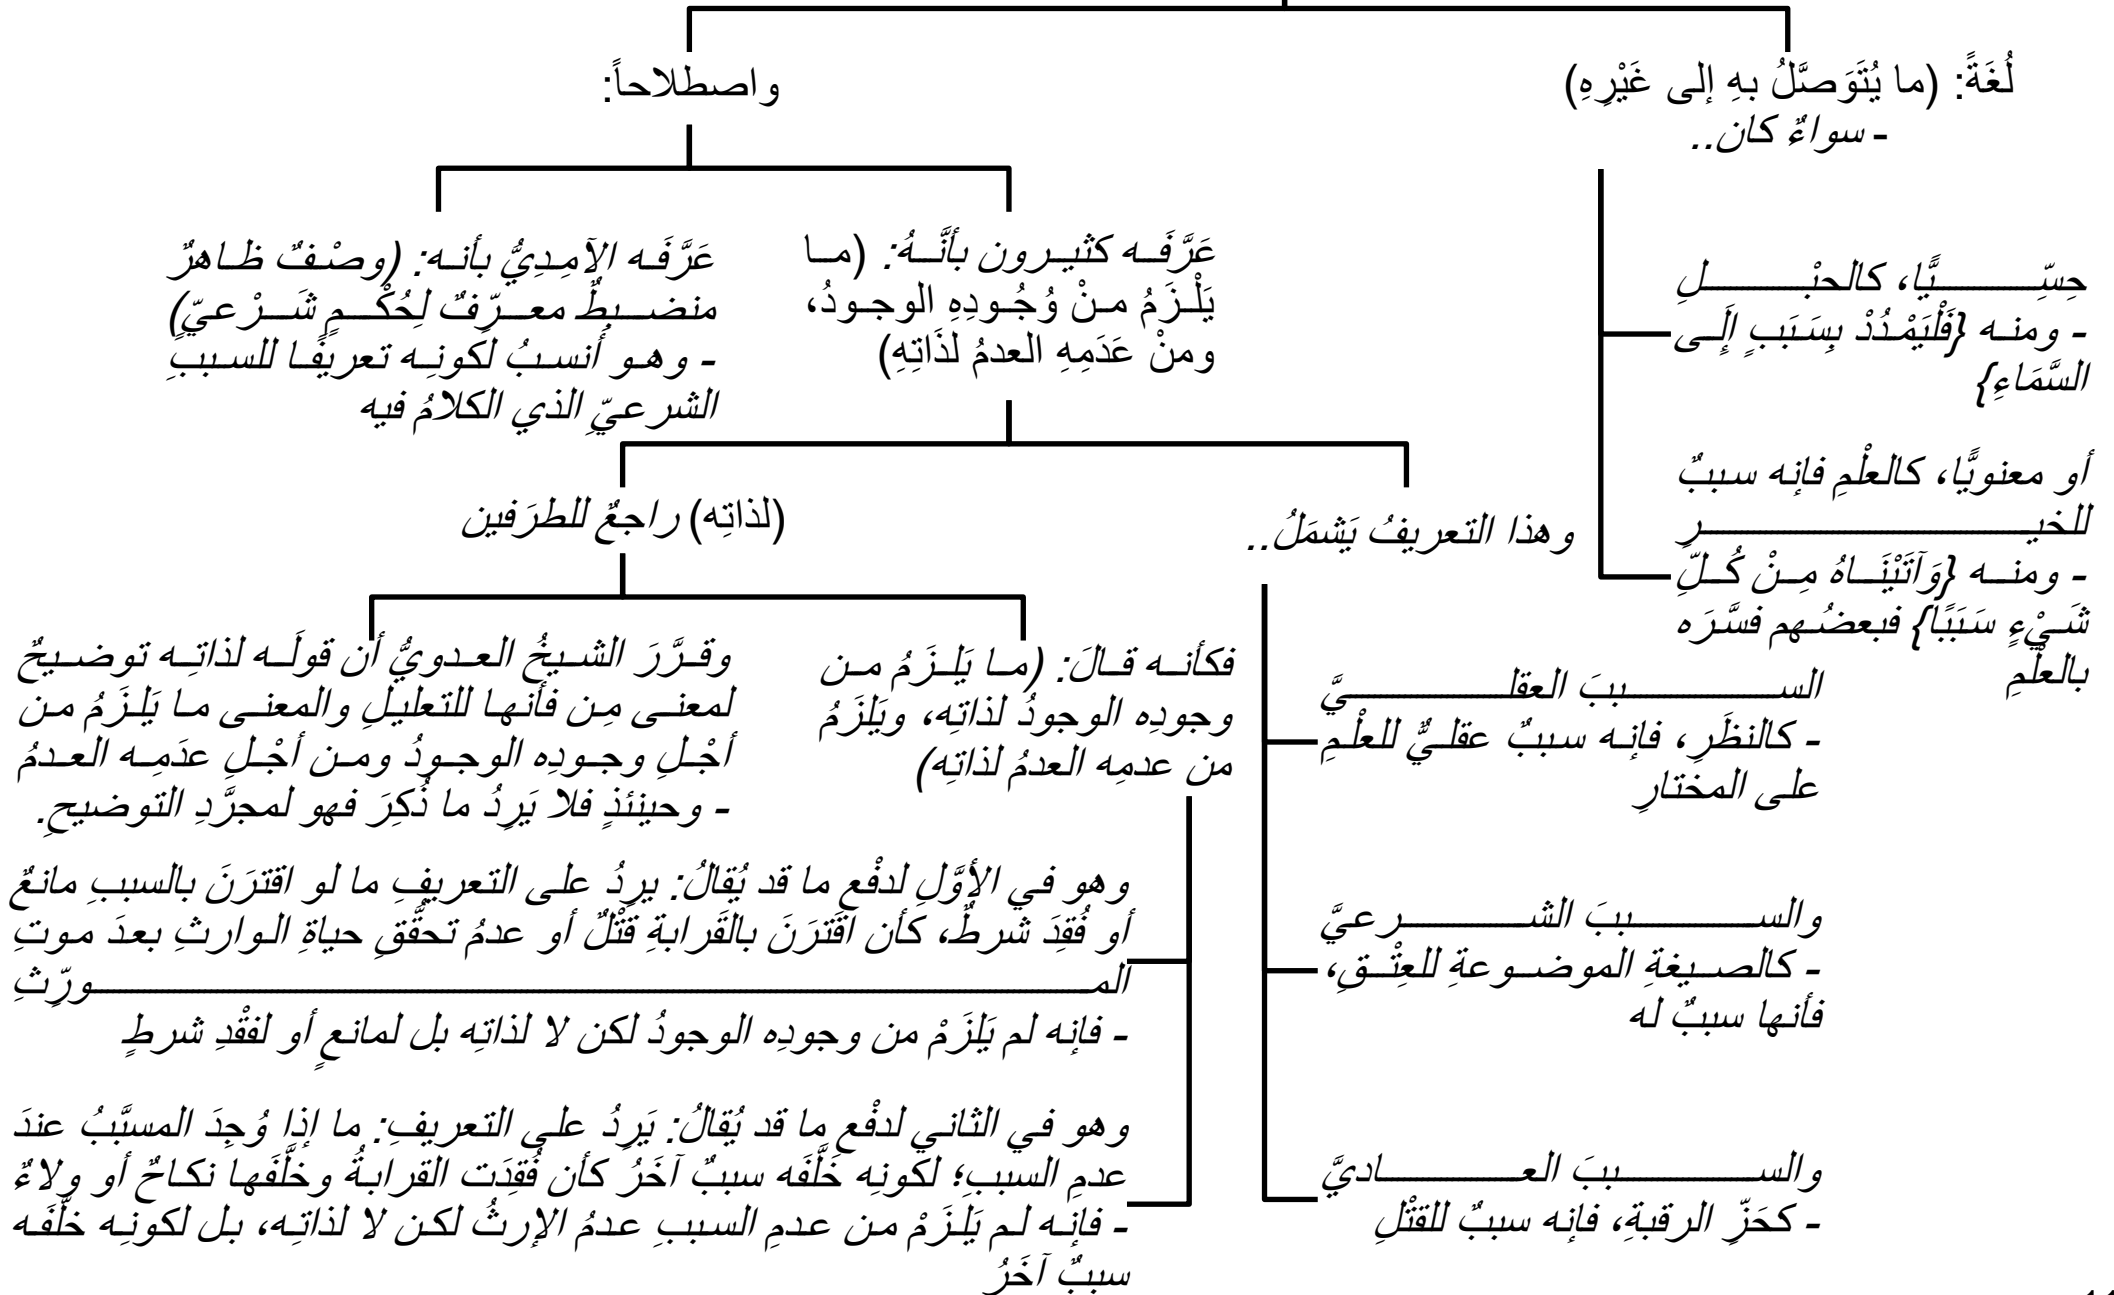 لُغَةً: (ما يُتَوَصَّلُ بهِ إلى غَيْرِهِ)
- سواءٌ كان..
حِسِّيًّا، كالحبْلِ
- ومنه {فَلْيَمْدُدْ بِسَبَبٍ إِلَى
السَّمَاءِ}
أو معنويًّا، كالعلْمِ فإنه سببٌ
للخيرِ
- ومنه {وَآتَيْنَاهُ مِنْ كُلِّ
شَيْءٍ سَبَبًا} فبعضُهم فسَّرَه
بالعلْمِ
واصطلاحاً:
عَرَّفَه كثيرون بأنَّهُ: (ما
يَلْزَمُ منْ وُجُودِهِ الوجودُ،
ومنْ عَدَمِهِ العدمُ لذَاتِهِ)
وهذا التعريفُ يَشمَلُ..
السببَ العقليَّ
- كالنظَرِ، فإنه سببٌ عقليٌّ للعلْمِ
على المختارِ
والسببَ الشرعيَّ
- كالصيغةِ الموضوعةِ للعِتْقِ،
فأنها سببٌ له
والسببَ العاديَّ
- كحَزِّ الرقبةِ، فإنه سببٌ للقتْلِ
(لذاتِه) راجعٌ للطرَفين
فكأنه قالَ: (ما يَلزَمُ من
وجودِه الوجودُ لذاتِه، ويَلزَمُ
من عدمِه العدمُ لذاتِه)
وهو في الأوَّلِ لدفْعِ ما قد يُقالُ: يرِدُ على التعريفِ ما لو اقترَنَ بالسببِ مانعٌ
أو فُقِدَ شرطٌ، كأن اقتَرَنَ بالقَرابةِ قَتْلٌ أو عدمُ تحقُّقِ حياةِ الوارثِ بعدَ موتِ
المورِّثِ
- فإنه لم يَلزَمْ من وجودِه الوجودُ لكن لا لذاتِه بل لمانعٍ أو لفقْدِ شرطٍ
وهو في الثاني لدفْعِ ما قد يُقالُ: يَرِدُ على التعريفِ: ما إذا وُجِدَ المسبَّبُ عندَ
عدمِ السببِ؛ لكونِه خَلَّفَه سببٌ آخَرُ كأن فُقِدَت القرابةُ وخلَّفَها نكاحٌ أو ولاءٌ
- فإنه لم يَلزَمْ من عدمِ السببِ عدمُ الإرثُ لكن لا لذاتِه، بل لكونِه خلَّفَه
سببٌ آخَرُ
وقرَّرَ الشيخُ العدويُّ أن قولَه لذاتِه توضيحٌ
لمعنى مِن فأنها للتعليلِ والمعنى ما يَلزَمُ من
أجْلِ وجودِه الوجودُ ومن أجْلِ عدَمِه العدمُ
- وحينئذٍ فلا يَرِدُ ما ذُكِرَ فهو لمجرَّدِ التوضيحِ.
عَرَّفَه الآمِدِيُّ بأنه: (وصْفٌ ظاهرٌ
منضبطٌ معرِّفٌ لِحُكْمٍ شَرْعيٍّ)
- وهو أنسبُ لكونِه تعريفًا للسببِ
الشرعيِّ الذي الكلامُ فيه